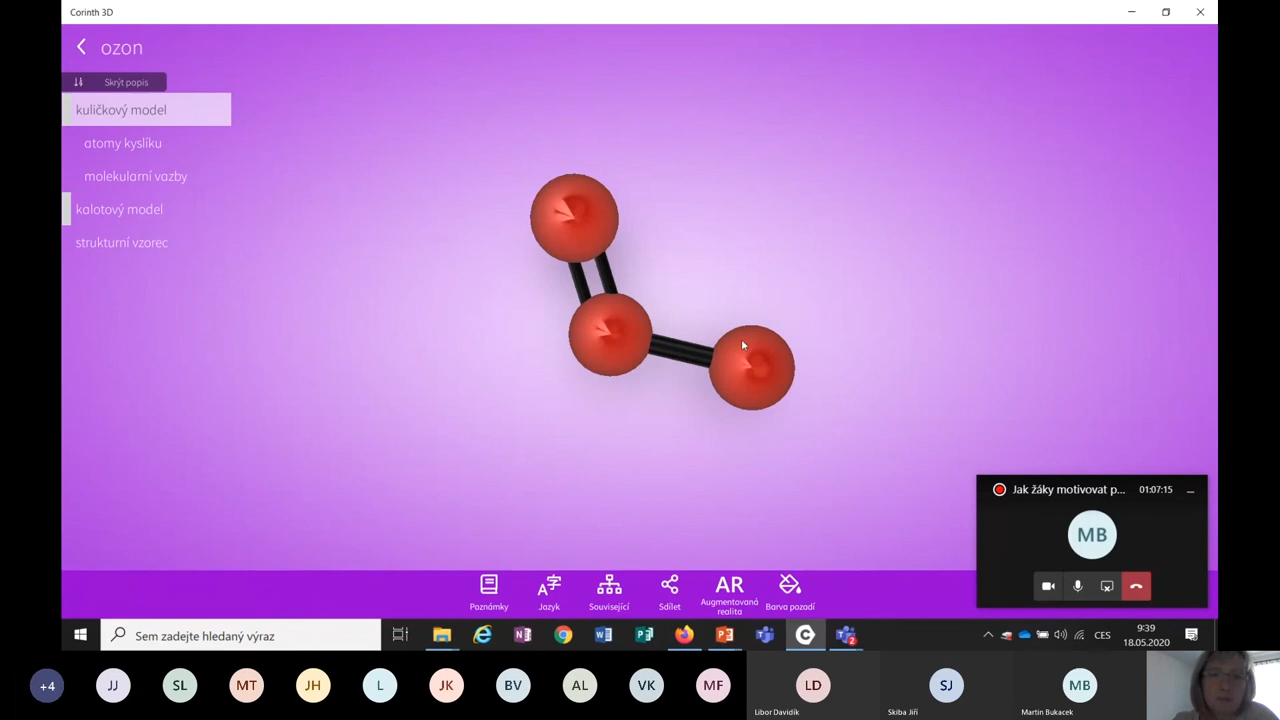 Corinth 3D
ozon
Skrýt popis
kuličkový model
atomy kyslíku
molekularní vazby
kalotový model
strukturní vzorec
Jak žáky motivovat p... 01:07:15
MB
Poznámky
Jazyk
Související
Sdílet
AR
Augmentovaná
realita
Barva pozadí
Sem zadejte hledaný výraz
CES
9:39
18.05.2020
2
+4 JJ SL MT JH L JK BV AL VK MF LD SJ MB
Libor Davidík
Skiba Jiří
Martin Bukacek